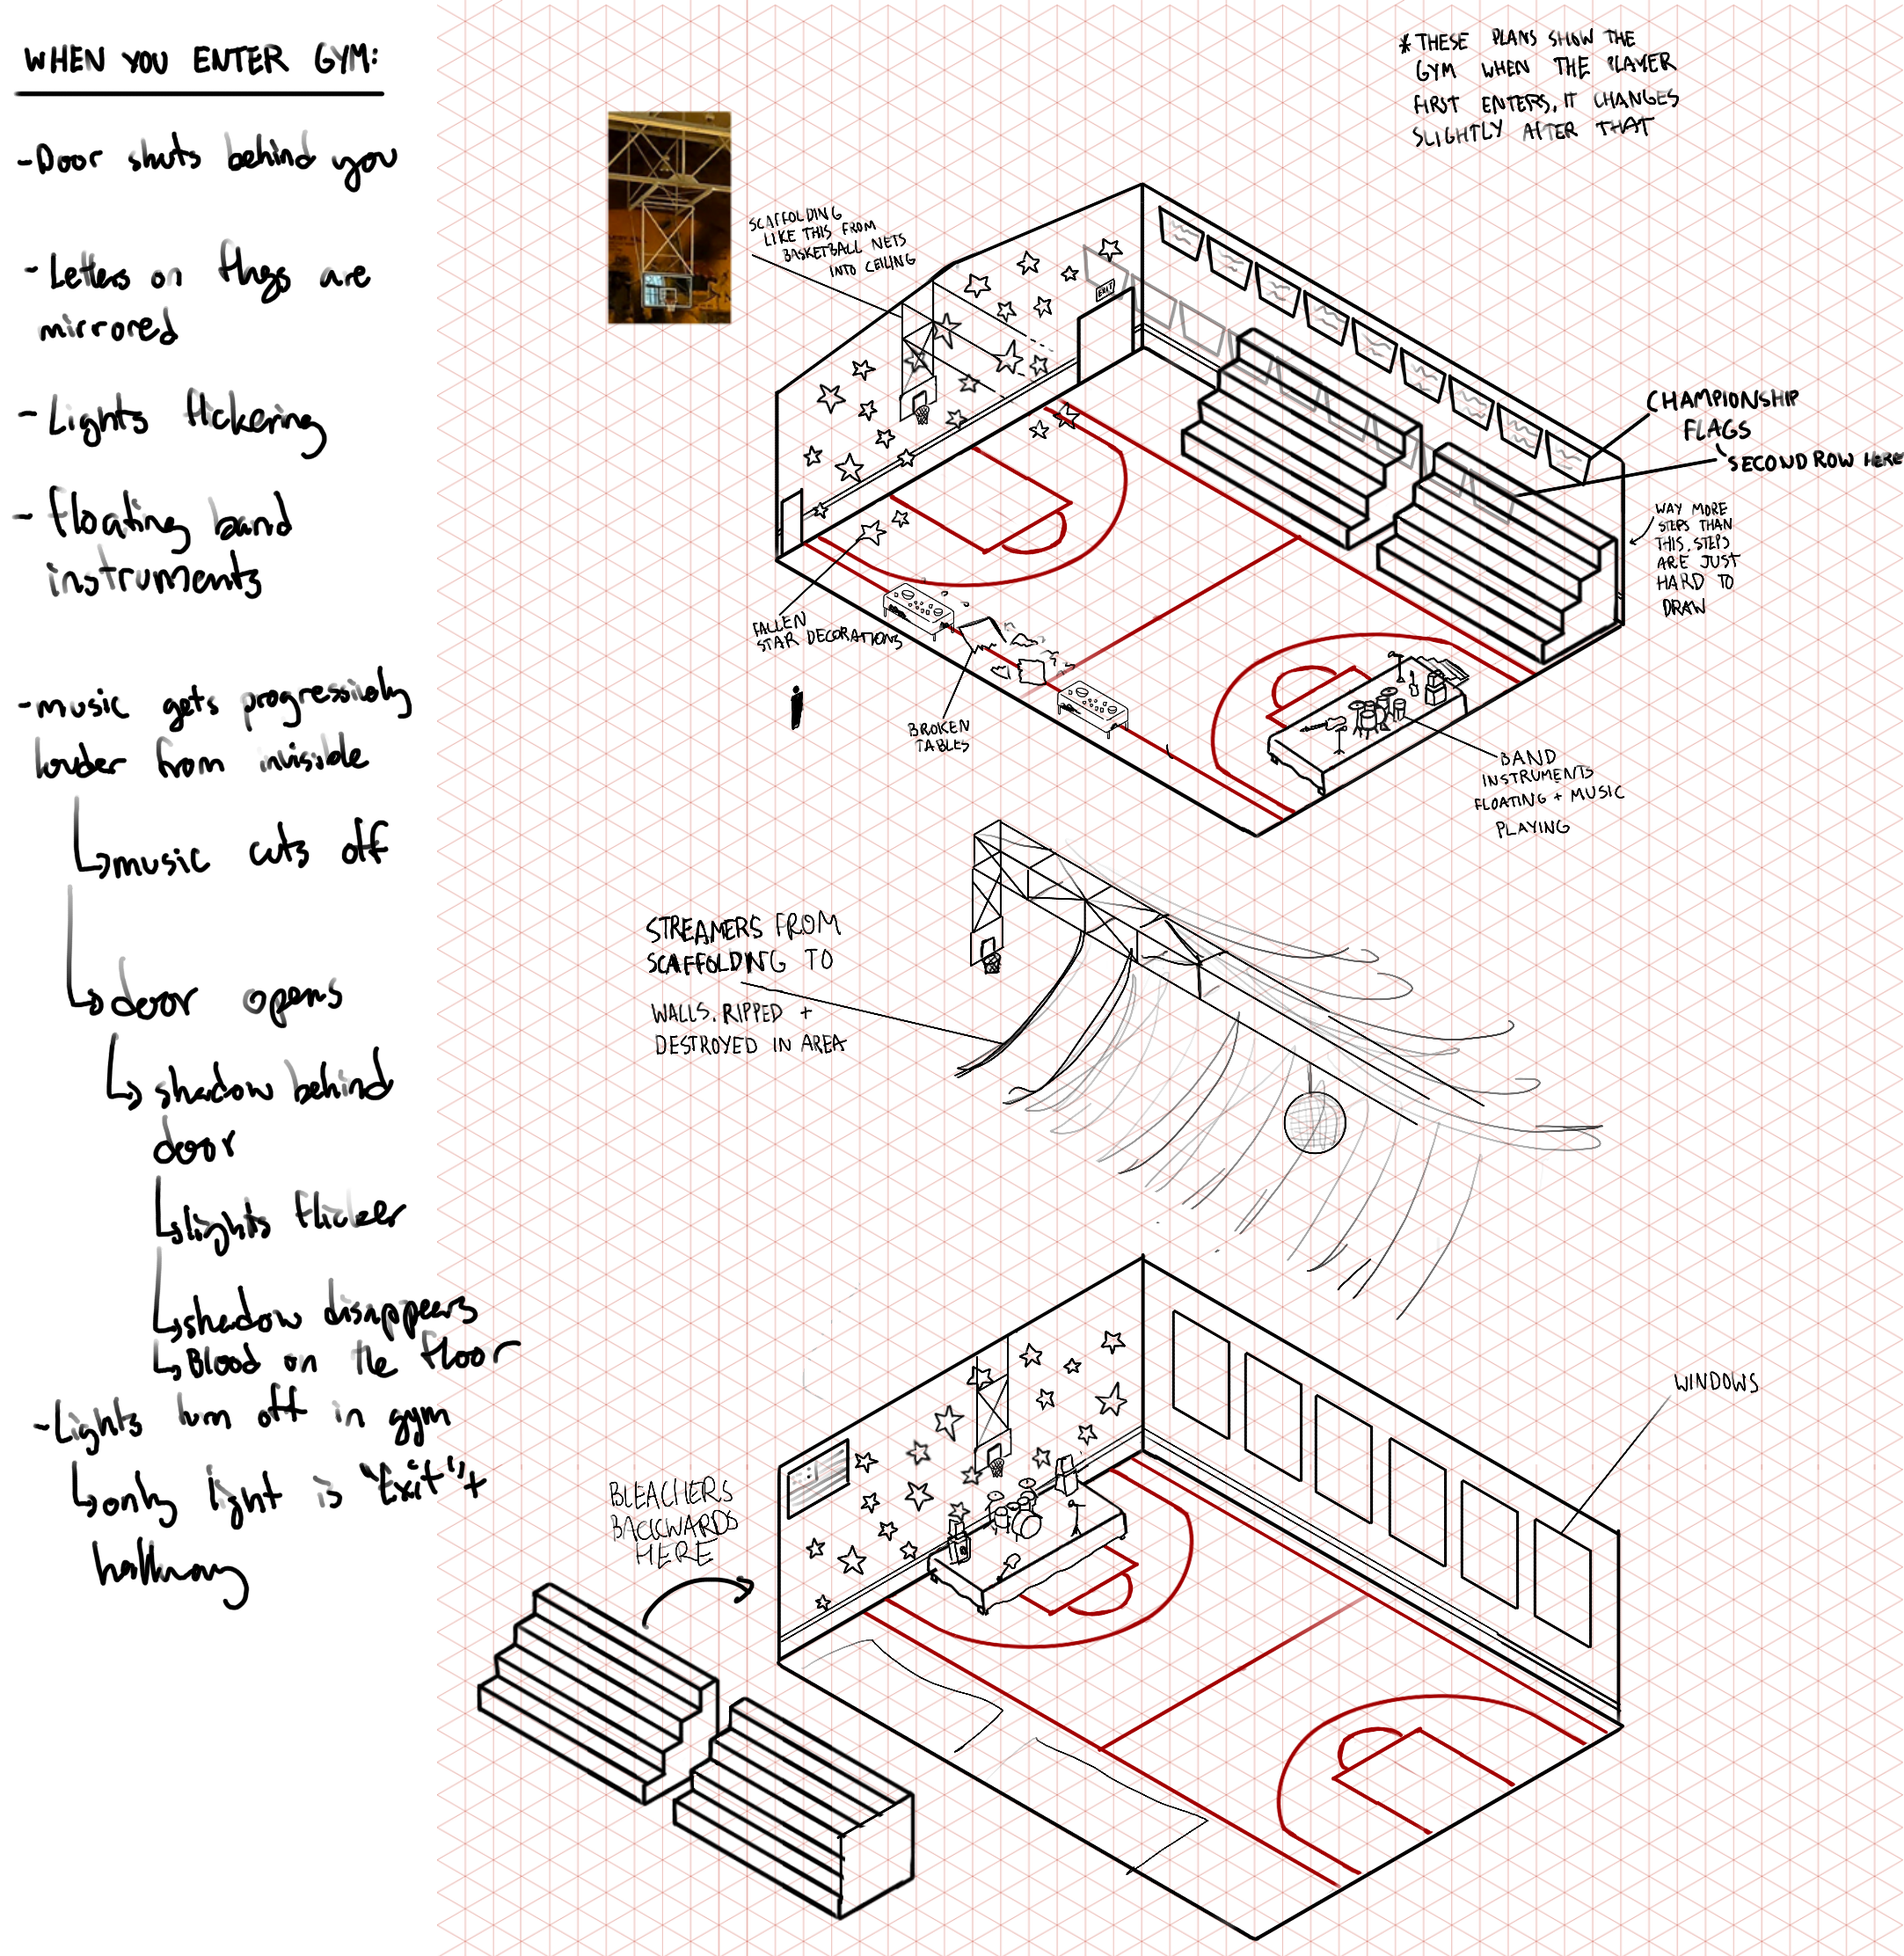 WHEN YOU ENTER GYM:
-Door shuts behind you
-Letters on flags are
mirrored
-Lights flickering
-floating band
instruments
-music gets progressively
louder from invisible
↳music cuts off
↳door opens
↳shadow behind
door
↳lights flicker
↳shadow disappears
↳Blood on the floor
-Lights turn off in gym
↳only light is "Exit"+
hallway
*THESE PLANS SHOW THE
GYM WHEN THE PLAYER
FIRST ENTERS, IT CHANGES
SLIGHTLY AFTER THAT
SCAFFOLDING
LIKE THIS FROM
BASKETBALL NETS
INTO CEILING
EXIT
CHAMPIONSHIP
FLAGS
SECOND ROW HERE
WAY MORE
STEPS THAN
THIS. STEPS
ARE JUST
HARD TO
DRAW
FALLEN
STAR DECORATIONS
BROKEN
TABLES
BAND
INSTRUMENTS
FLOATING + MUSIC
PLAYING
STREAMERS FROM
SCAFFOLDING TO
WALLS. RIPPED +
DESTROYED IN AREA
WINDOWS
BLEACHERS
BACKWARDS
HERE